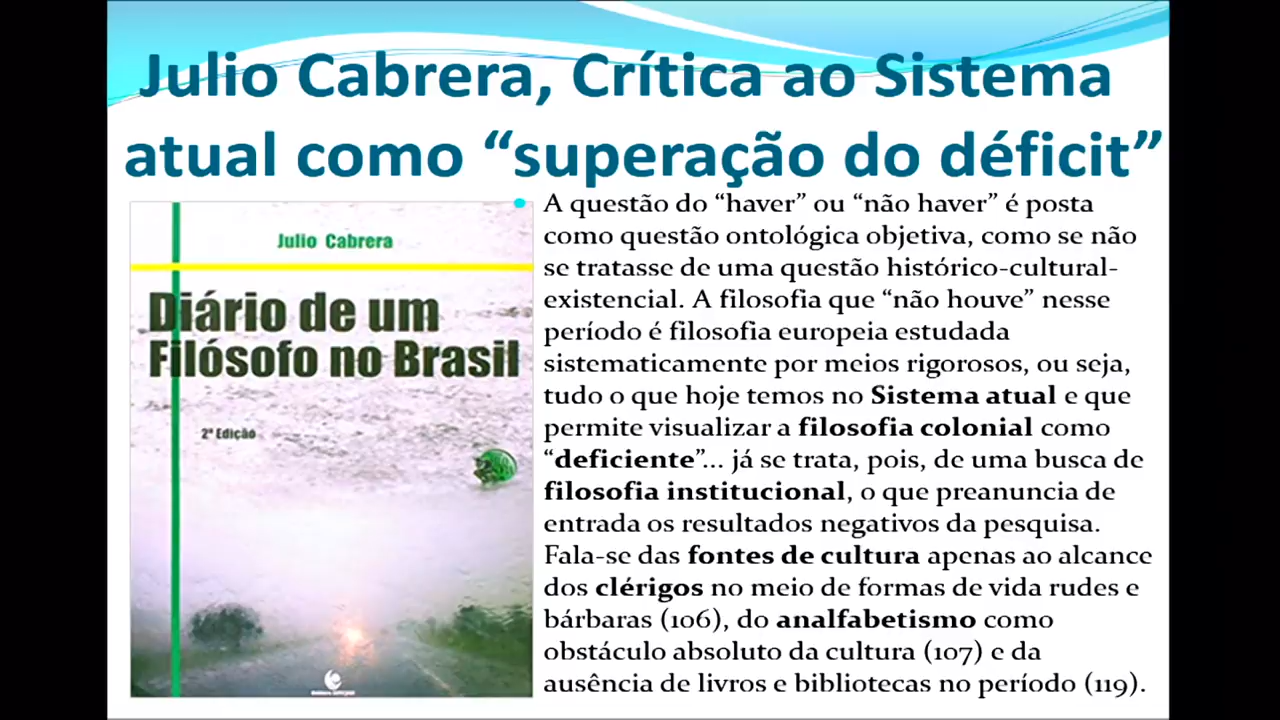 Julio Cabrera, Crítica ao Sistema
atual como “superação do déficit”
Julio Cabrera
Diário de um
Filósofo no Brasil
2ª Edição
A questão do “haver” ou “não haver” é posta
como questão ontológica objetiva, como se não
se tratasse de uma questão histórico-cultural-
existencial. A filosofia que “não houve” nesse
período é filosofia europeia estudada
sistematicamente por meios rigorosos, ou seja,
tudo o que hoje temos no Sistema atual e que
permite visualizar a filosofia colonial como
“deficiente”... já se trata, pois, de uma busca de
filosofia institucional, o que preanuncia de
entrada os resultados negativos da pesquisa.
Fala-se das fontes de cultura apenas ao alcance
dos clérigos no meio de formas de vida rudes e
bárbaras (106), do analfabetismo como
obstáculo absoluto da cultura (107) e da
ausência de livros e bibliotecas no período (119).